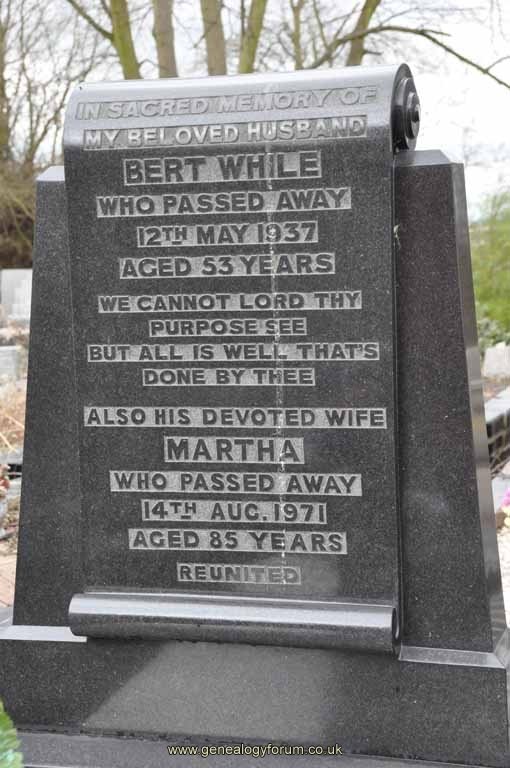 IN SACRED MEMORY OF
MY BELOVED HUSBAND
BERT WHILE
WHO PASSED AWAY
12TH MAY 1937
AGED 53 YEARS
WE CANNOT LORD THY
PURPOSE SEE
BUT ALL IS WELL THAT'S
DONE BY THEE
ALSO HIS DEVOTED WIFE
MARTHA
WHO PASSED AWAY
14TH AUG. 1971
AGED 85 YEARS
REUNITED
www.genealogyforum.co.uk